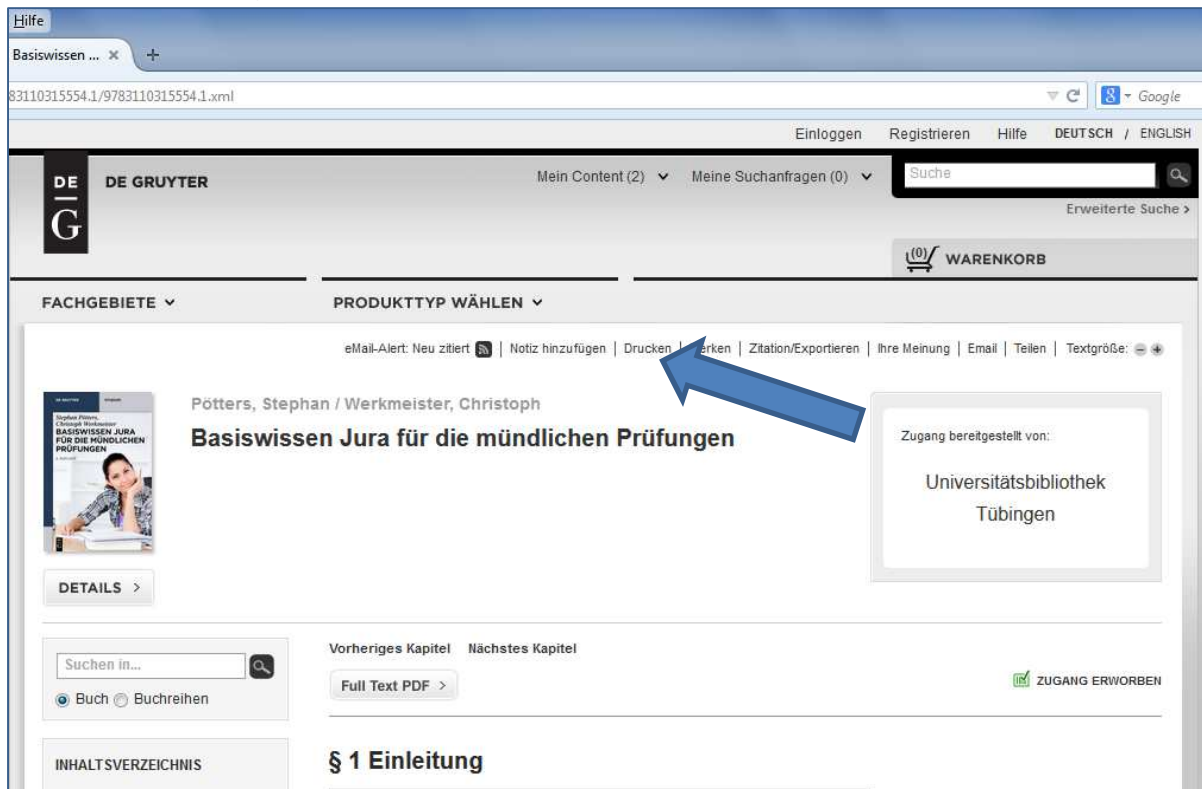 Hilfe
Basiswissen ... × +
83110315554.1/9783110315554.1.xml
8 Google
Einloggen Registrieren Hilfe DEUTSCH / ENGLISH
DE G DE GRUYTER
Mein Content (2) Meine Suchanfragen (0) Suche
Erweiterte Suche >
(0) WARENKORB
FACHGEBIETE PRODUKTTYP WÄHLEN
eMail-Alert: Neu zitiert | Notiz hinzufügen | Drucken | erken | Zitation/Exportieren | Ihre Meinung | Email | Teilen | Textgröße: - +
DE GRUYTER STUDIUM
Stephan Pötters,
Christoph Werkmeister
BASISWISSEN JURA
FÜR DIE MÜNDLICHEN
PRÜFUNGEN
Pötters, Stephan / Werkmeister, Christoph
Basiswissen Jura für die mündlichen Prüfungen
Zugang bereitgestellt von:
Universitätsbibliothek
Tübingen
DETAILS >
Suchen in...
Buch Buchreihen
INHALTSVERZEICHNIS
Vorheriges Kapitel Nächstes Kapitel
Full Text PDF >
ZUGANG ERWORBEN
§ 1 Einleitung